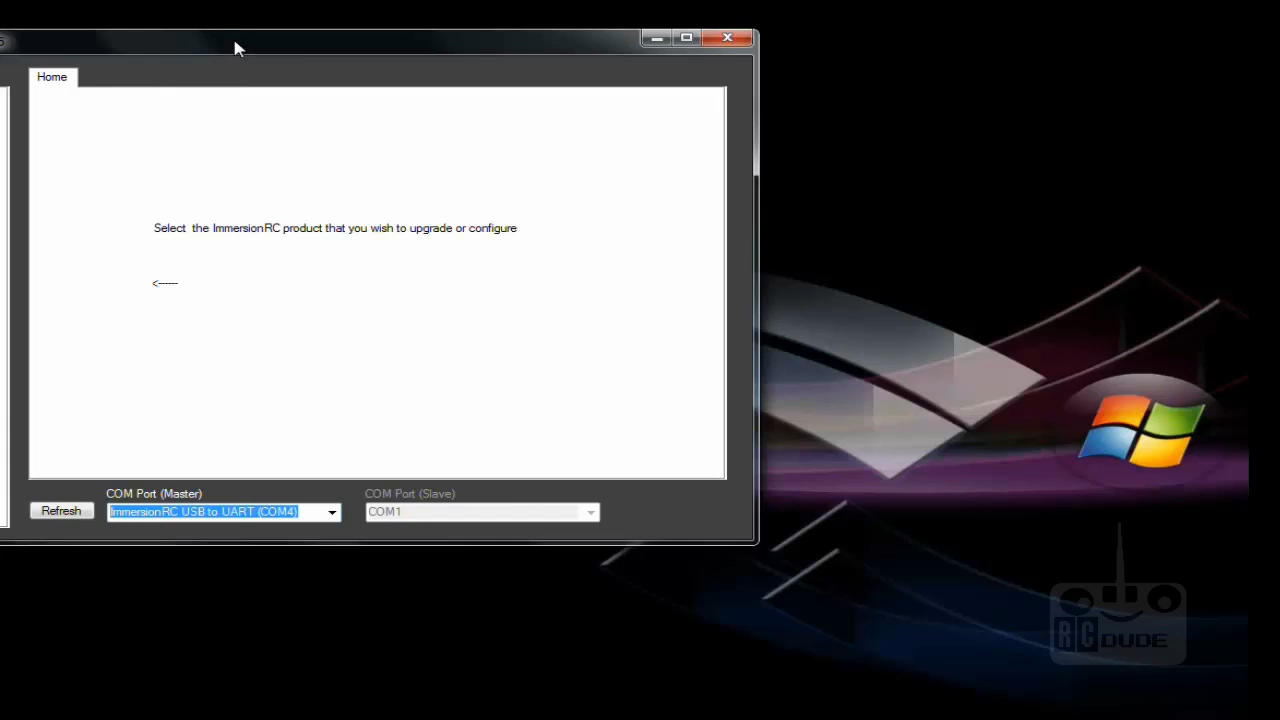 Home
Select the ImmersionRC product that you wish to upgrade or configure
<------
COM Port (Master)
COM Port (Slave)
Refresh
ImmersionRC USB to UART (COM4)
COM1
RC DUDE